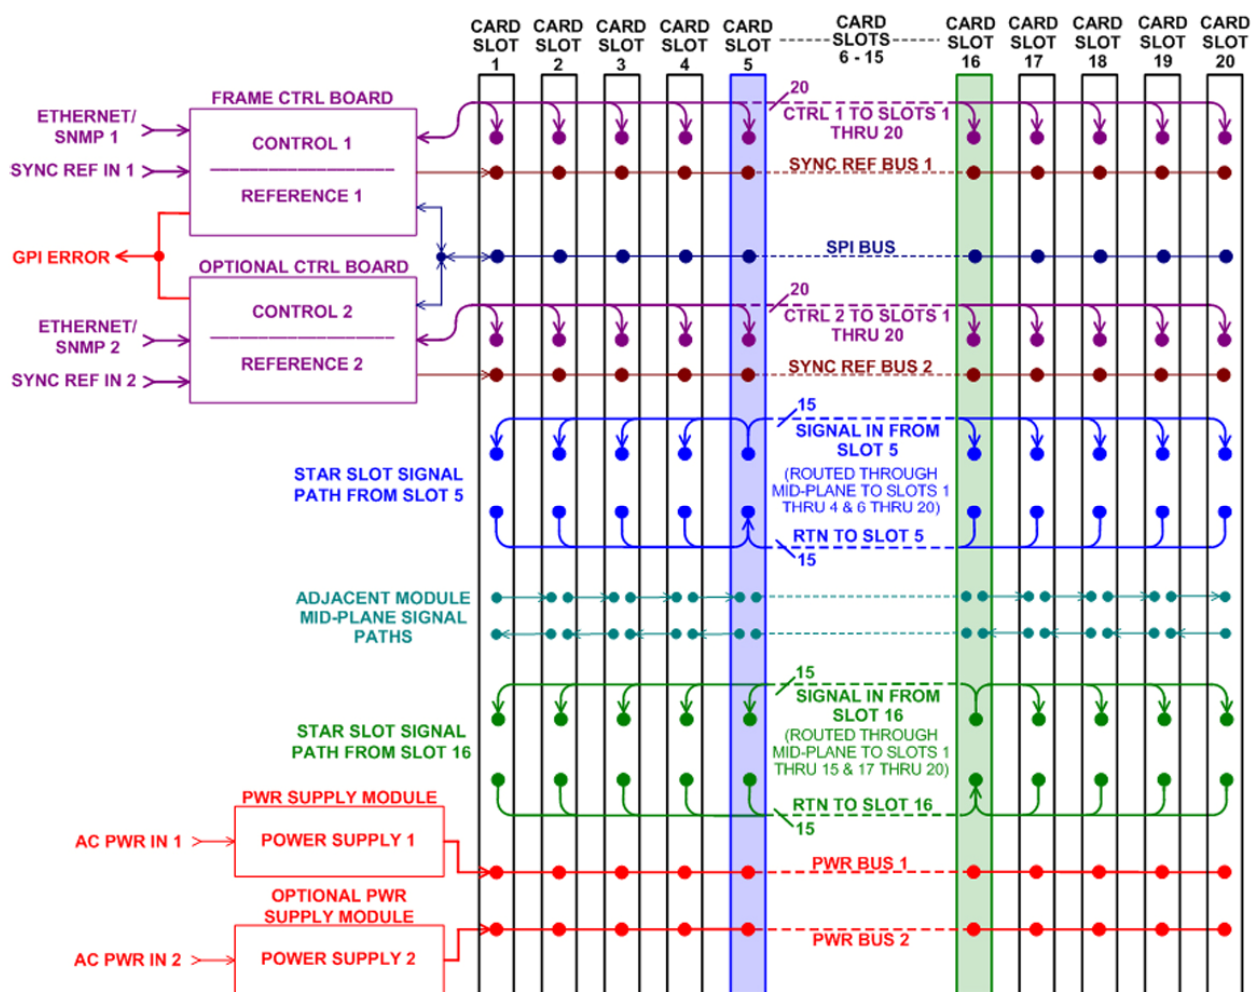 CARD SLOT 1
CARD SLOT 2
CARD SLOT 3
CARD SLOT 4
CARD SLOT 5
CARD SLOTS 6 - 15
CARD SLOT 16
CARD SLOT 17
CARD SLOT 18
CARD SLOT 19
CARD SLOT 20
FRAME CTRL BOARD
ETHERNET/
SNMP 1
SYNC REF IN 1
CONTROL 1
REFERENCE 1
20
CTRL 1 TO SLOTS 1
THRU 20
SYNC REF BUS 1
GPI ERROR
SPI BUS
OPTIONAL CTRL BOARD
ETHERNET/
SNMP 2
SYNC REF IN 2
CONTROL 2
REFERENCE 2
20
CTRL 2 TO SLOTS 1
THRU 20
SYNC REF BUS 2
STAR SLOT SIGNAL
PATH FROM SLOT 5
15
SIGNAL IN FROM
SLOT 5
(ROUTED THROUGH
MID-PLANE TO SLOTS 1
THRU 4 & 6 THRU 20)
RTN TO SLOT 5
15
ADJACENT MODULE
MID-PLANE SIGNAL
PATHS
STAR SLOT SIGNAL
PATH FROM SLOT 16
15
SIGNAL IN FROM
SLOT 16
(ROUTED THROUGH
MID-PLANE TO SLOTS 1
THRU 15 & 17 THRU 20)
RTN TO SLOT 16
15
PWR SUPPLY MODULE
AC PWR IN 1
POWER SUPPLY 1
PWR BUS 1
OPTIONAL PWR
SUPPLY MODULE
AC PWR IN 2
POWER SUPPLY 2
PWR BUS 2